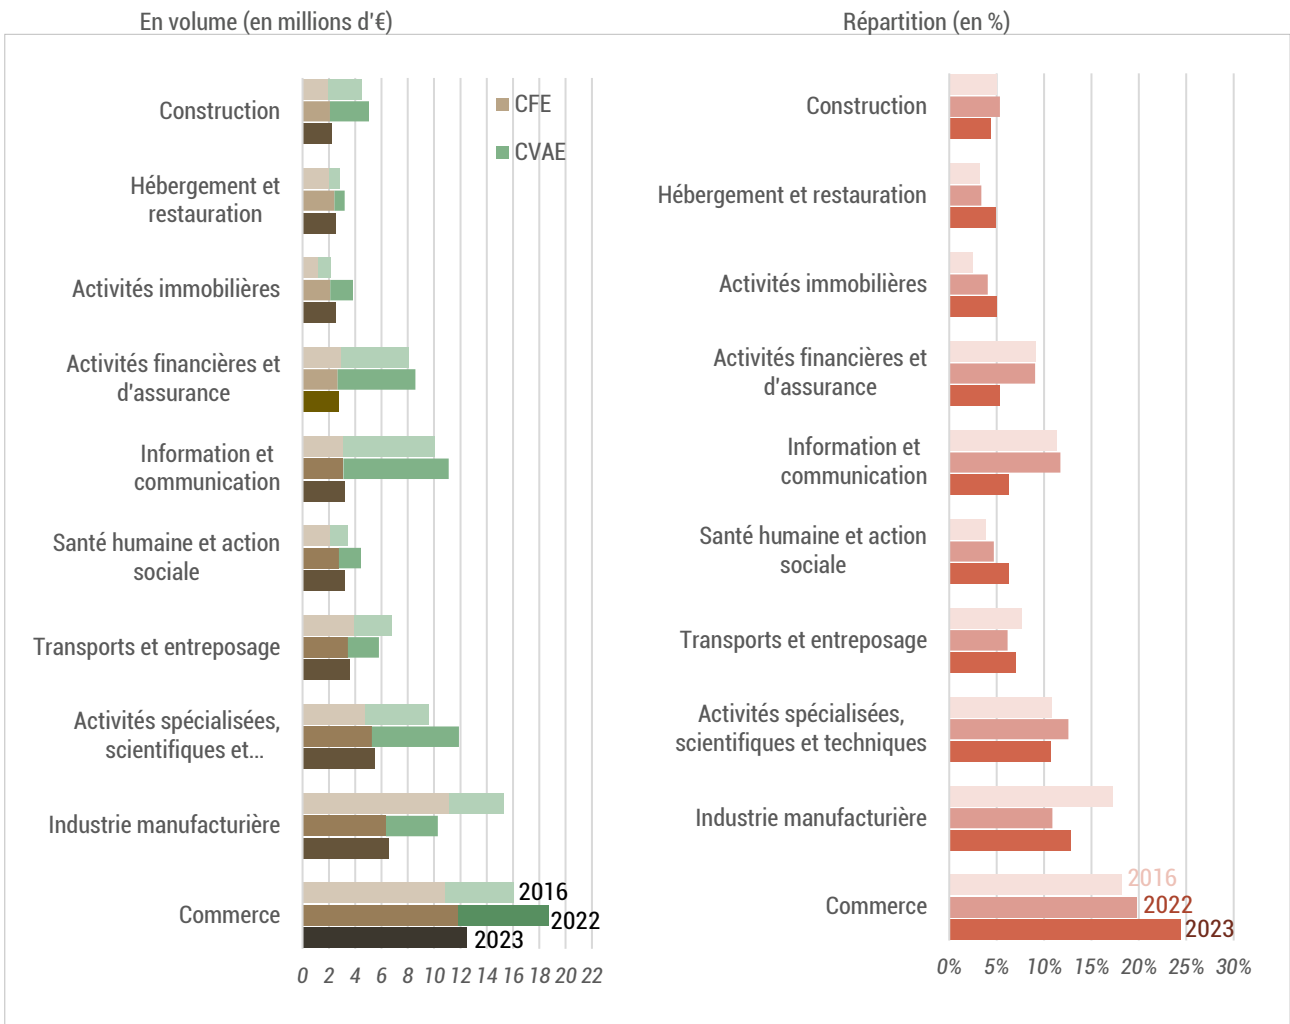 En volume (en millions d'€)
Construction
Hébergement et
restauration
Activités immobilières
Activités financières et
d'assurance
Information et
communication
Santé humaine et action
sociale
Transports et entreposage
Activités spécialisées,
scientifiques et...
Industrie manufacturière
Commerce
CFE
CVAE
2016
2022
2023
0 2 4 6 8 10 12 14 16 18 20 22
Répartition (en %)
Construction
Hébergement et restauration
Activités immobilières
Activités financières et
d'assurance
Information et
communication
Santé humaine et action
sociale
Transports et entreposage
Activités spécialisées,
scientifiques et techniques
Industrie manufacturière
Commerce
2016
2022
2023
0% 5% 10% 15% 20% 25% 30%